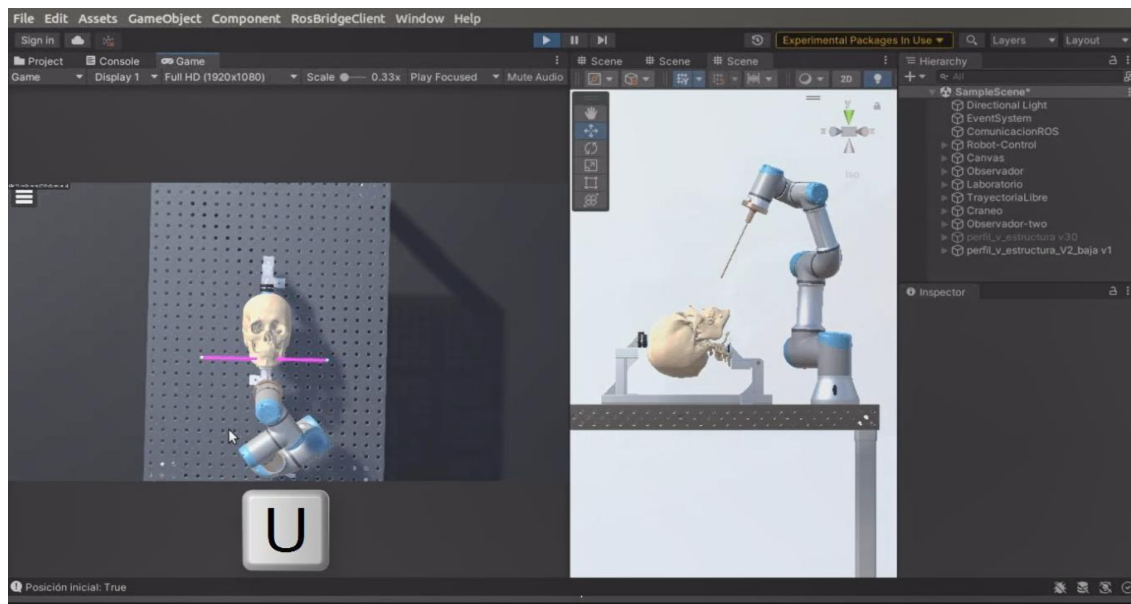 File Edit Assets GameObject Component RosBridgeClient Window Help
Sign in
Experimental Packages In Use
Layers
Layout
Project Console Game
Game Display 1 Full HD (1920x1080) Scale 0.33x Play Focused Mute Audio
Scene Scene Scene
2D
y
Iso
Hierarchy
All
SampleScene*
Directional Light
EventSystem
ComunicacionROS
Robot-Control
Canvas
Observador
Laboratorio
TrayectoriaLibre
Craneo
Observador-two
perfil_v_estructura v30
perfil_v_estructura_V2_baja v1
Inspector
U
Posición inicial: True